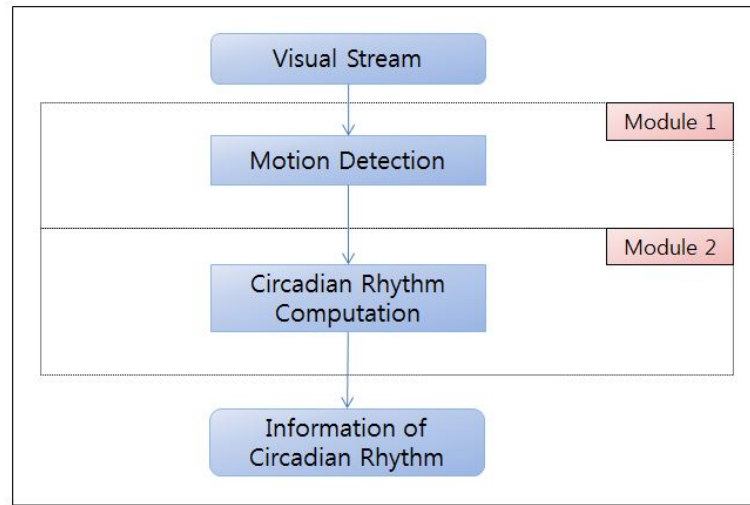 Visual Stream
Module 1
Motion Detection
Module 2
Circadian Rhythm
Computation
Information of
Circadian Rhythm